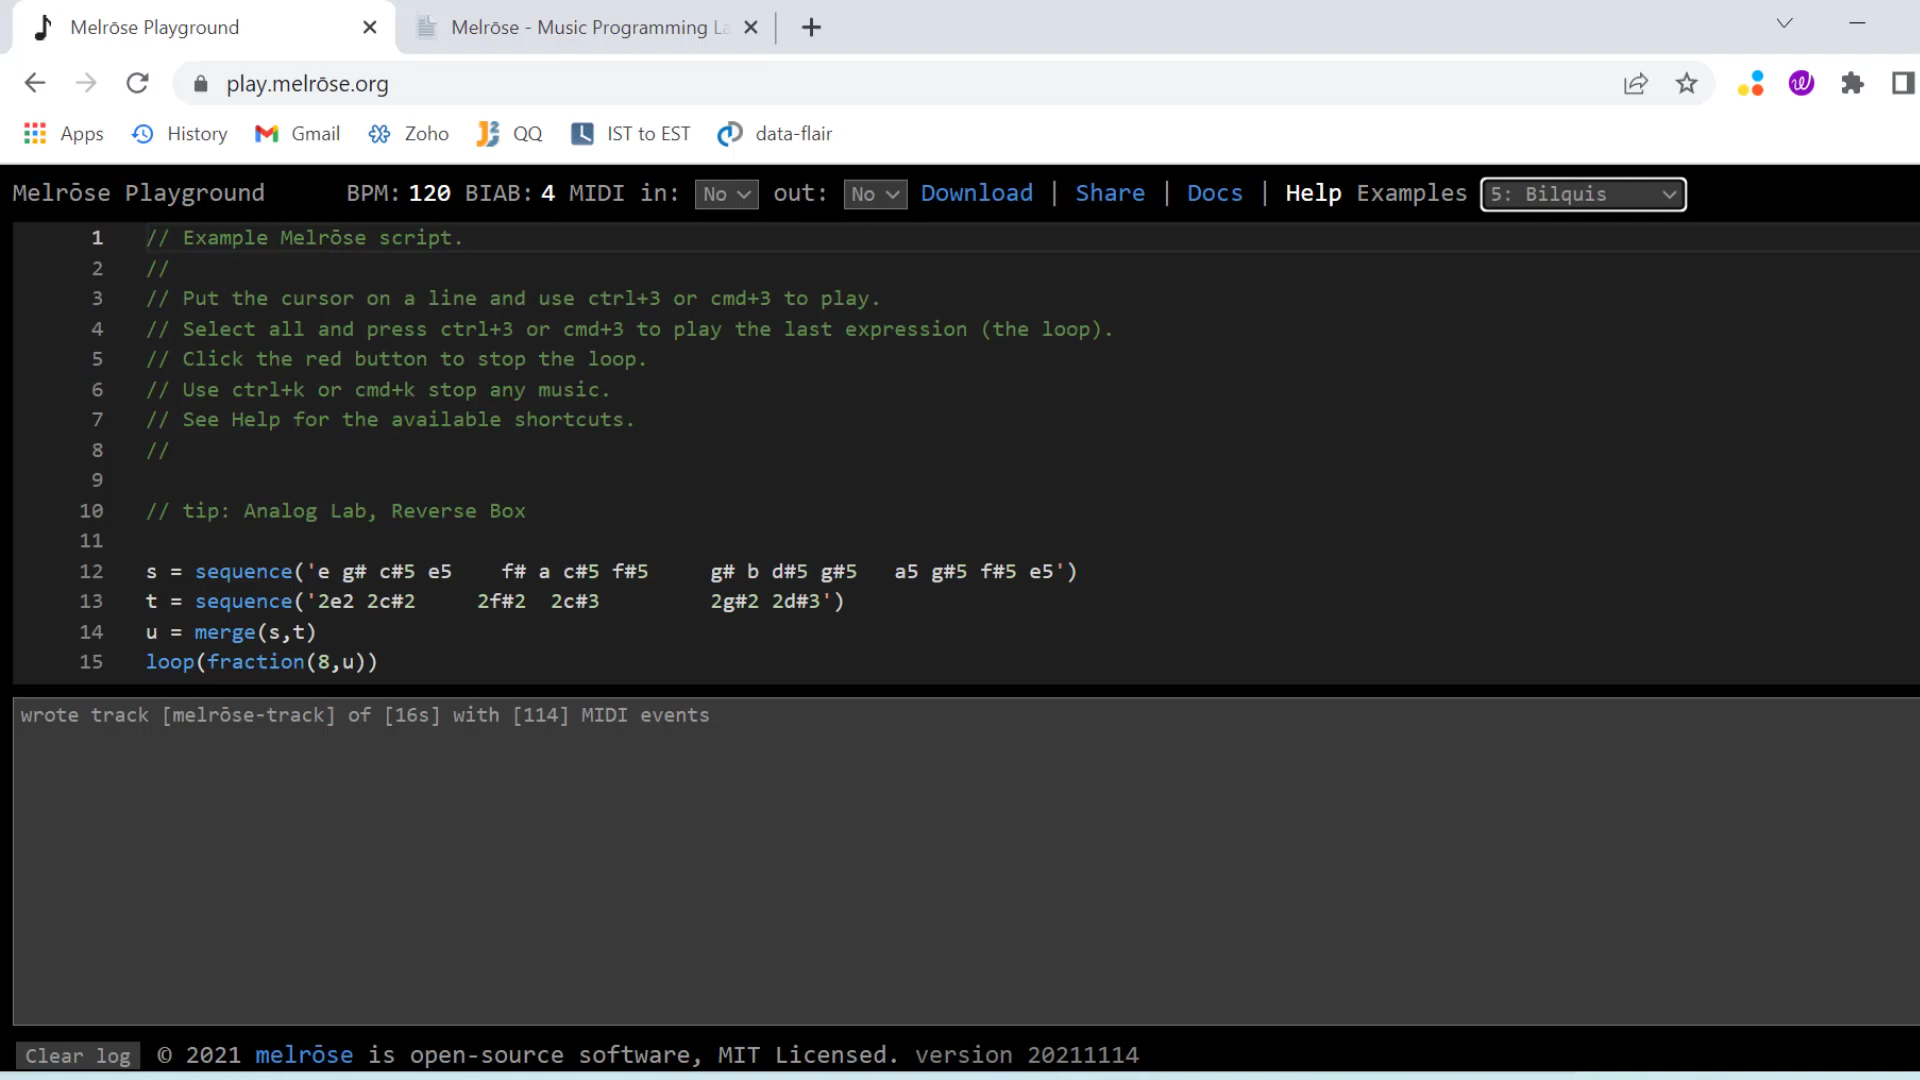 Melrōse Playground
Melrōse - Music Programming La
play.melrōse.org
Apps History Gmail Zoho QQ IST to EST data-flair
Melrōse Playground BPM: 120 BIAB: 4 MIDI in: No out: No Download | Share | Docs | Help Examples 5: Bilquis
1 // Example Melrōse script.
2 //
3 // Put the cursor on a line and use ctrl+3 or cmd+3 to play.
4 // Select all and press ctrl+3 or cmd+3 to play the last expression (the loop).
5 // Click the red button to stop the loop.
6 // Use ctrl+k or cmd+k stop any music.
7 // See Help for the available shortcuts.
8 //
9
10 // tip: Analog Lab, Reverse Box
11
12 s = sequence('e g# c#5 e5    f# a c#5 f#5     g# b d#5 g#5   a5 g#5 f#5 e5')
13 t = sequence('2e2 2c#2     2f#2  2c#3         2g#2 2d#3')
14 u = merge(s,t)
15 loop(fraction(8,u))
wrote track [melrōse-track] of [16s] with [114] MIDI events
Clear log © 2021 melrōse is open-source software, MIT Licensed. version 20211114